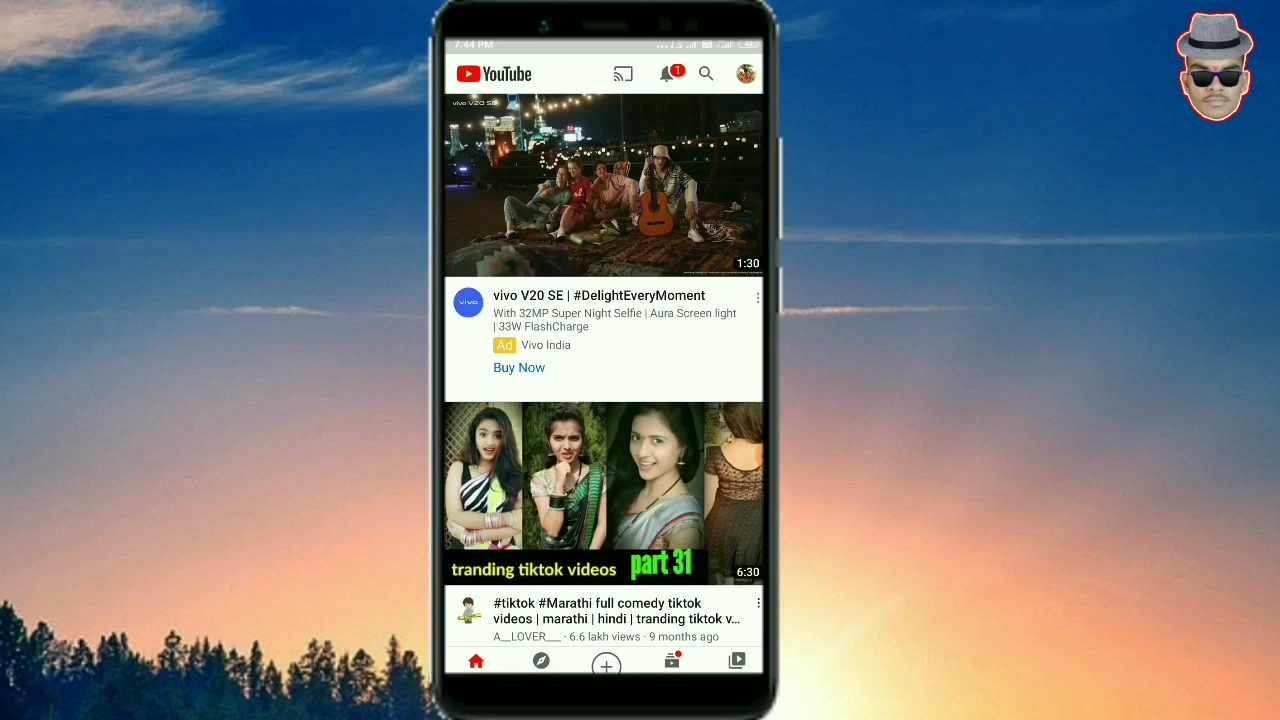 7:44 PM
YouTube
1
vivo V20 SE
1:30
vivo
vivo V20 SE | #DelightEveryMoment
With 32MP Super Night Selfie | Aura Screen light
| 33W FlashCharge
Ad Vivo India
Buy Now
tranding tiktok videos part 31
6:30
#tiktok #Marathi full comedy tiktok
videos | marathi | hindi | tranding tiktok v...
A__LOVER___ · 6.6 lakh views · 9 months ago